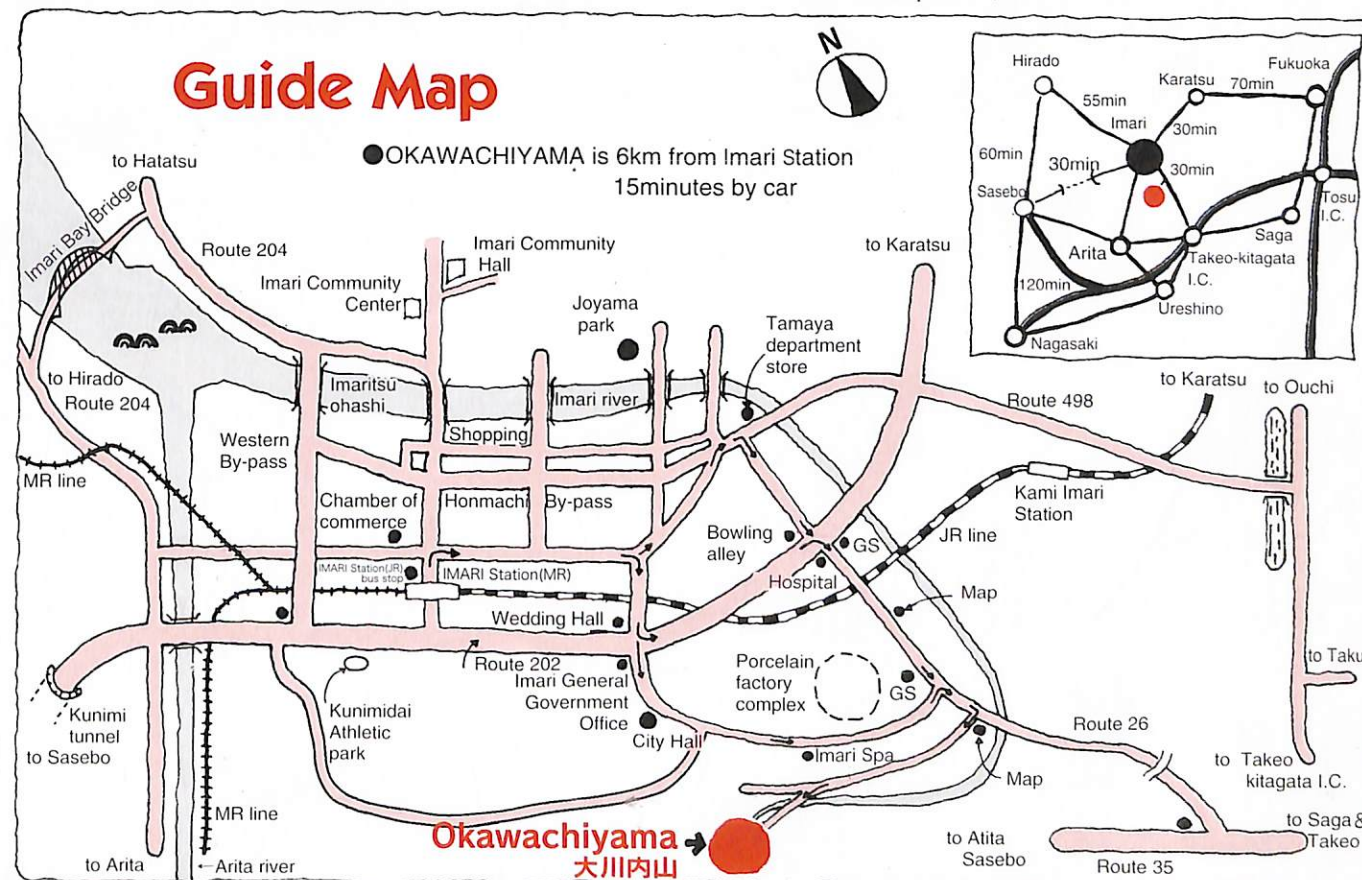 Guide Map
N
●OKAWACHIYAMA is 6km from Imari Station
15minutes by car
Hirado
Fukuoka
Karatsu
70min
55min
Imari
30min
60min
30min
30min
Sasebo
Tosu
I.C.
Saga
Arita
Takeo-kitagata
I.C.
120min
Ureshino
Nagasaki
to Hatatsu
Imari Bay Bridge
Route 204
Imari Community
Hall
Imari Community
Center
Joyama
park
to Karatsu
Tamaya
department
store
to Hirado
Route 204
Imaritsu
ohashi
Imari river
to Karatsu
to Ouchi
Route 498
Western
By-pass
Shopping
MR line
Chamber of
commerce
Honmachi By-pass
Kami Imari
Station
Bowling
alley
GS
JR line
IMARI Station(JR)
bus stop
IMARI Station(MR)
Hospital
Map
Wedding Hall
Route 202
Imari General
Government
Office
Porcelain
factory
complex
GS
to Taku
Kunimi
tunnel
to Sasebo
Kunimidai
Athletic
park
City Hall
Route 26
Imari Spa
Map
to Takeo
kitagata I.C.
MR line
Okawachiyama
大川内山
to Arita
Arita river
to Atita
Sasebo
Route 35
to Saga &
Takeo